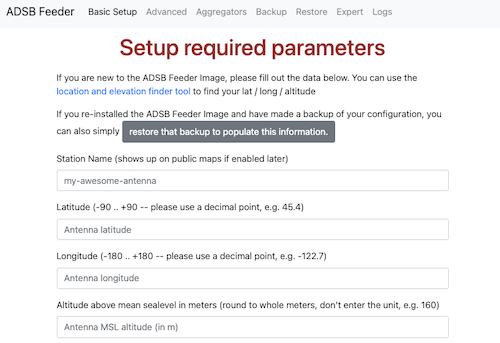 ADSB Feeder Basic Setup Advanced Aggregators Backup Restore Expert Logs
Setup required parameters
If you are new to the ADSB Feeder Image, please fill out the data below. You can use the
location and elevation finder tool to find your lat / long / altitude
If you re-installed the ADSB Feeder Image and have made a backup of your configuration, you
can also simply restore that backup to populate this information.
Station Name (shows up on public maps if enabled later)
my-awesome-antenna
Latitude (-90 .. +90 -- please use a decimal point, e.g. 45.4)
Antenna latitude
Longitude (-180 .. +180 -- please use a decimal point, e.g. -122.7)
Antenna longitude
Altitude above mean sealevel in meters (round to whole meters, don't enter the unit, e.g. 160)
Antenna MSL altitude (in m)